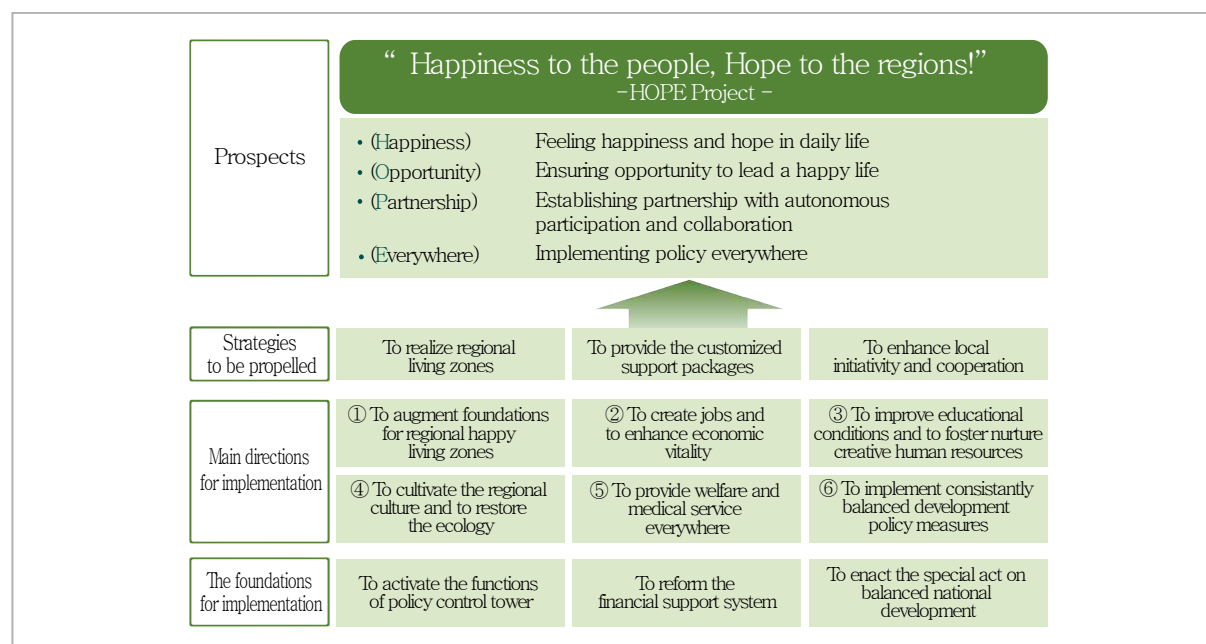 Prospects
“ Happiness to the people, Hope to the regions!”
-HOPE Project -
• (Happiness) Feeling happiness and hope in daily life
• (Opportunity) Ensuring opportunity to lead a happy life
• (Partnership) Establishing partnership with autonomous
participation and collaboration
• (Everywhere) Implementing policy everywhere
Strategies
to be propelled
To realize regional
living zones
To provide the customized
support packages
To enhance local
initiativity and cooperation
Main directions
for implementation
① To augment foundations
for regional happy
living zones
② To create jobs and
to enhance economic
vitality
③ To improve educational
conditions and to foster nurture
creative human resources
④ To cultivate the regional
culture and to restore
the ecology
⑤ To provide welfare and
medical service
everywhere
⑥ To implement consistantly
balanced development
policy measures
The foundations
for implementation
To activate the functions
of policy control tower
To reform the
financial support system
To enact the special act on
balanced national
development